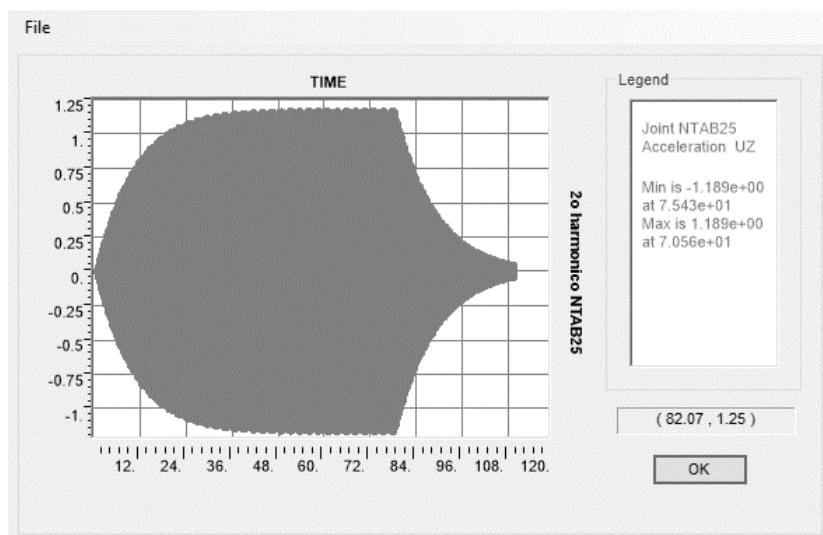 File
TIME
Legend
1.25
1.
0.75
0.5
0.25
0.
-0.25
-0.5
-0.75
-1.
12. 24. 36. 48. 60. 72. 84. 96. 108. 120.
2o harmonico NTAB25
Joint NTAB25
Acceleration UZ
Min is -1.189e+00
at 7.543e+01
Max is 1.189e+00
at 7.056e+01
( 82.07 , 1.25 )
OK